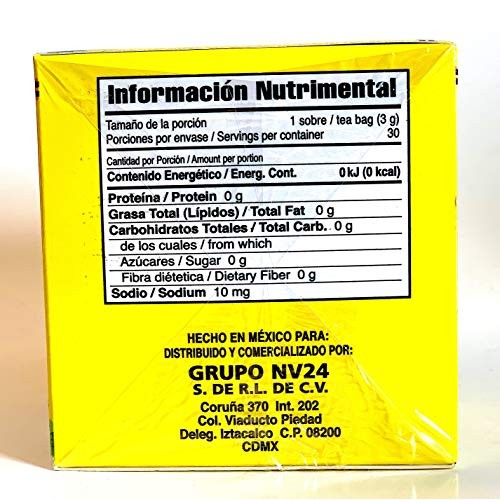 Información Nutrimental
Tamaño de la porción 1 sobre / tea bag (3 g)
Porciones por envase / Servings per container 30
Cantidad por Porción / Amount per portion
Contenido Energético / Energ. Cont. 0 kJ (0 kcal)
Proteína / Protein 0 g
Grasa Total (Lípidos) / Total Fat 0 g
Carbohidratos Totales / Total Carb. 0 g
de los cuales / from which
Azúcares / Sugar 0 g
Fibra diétetica / Dietary Fiber 0 g
Sodio / Sodium 10 mg
HECHO EN MÉXICO PARA:
DISTRIBUIDO Y COMERCIALIZADO POR:
GRUPO NV24
S. DE R.L. DE C.V.
Coruña 370 Int. 202
Col. Viaducto Piedad
Deleg. Iztacalco C.P. 08200
CDMX